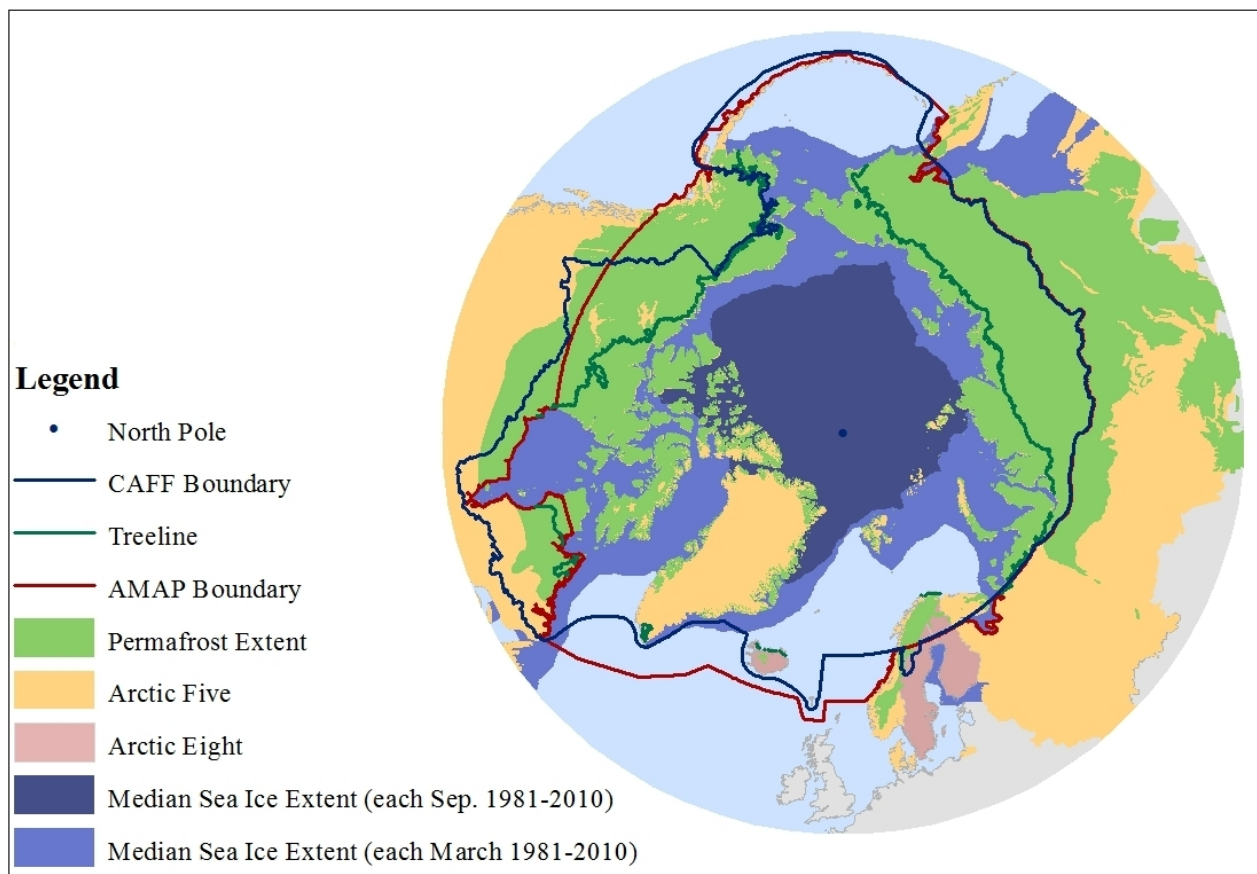 Legend
North Pole
CAFF Boundary
Treeline
AMAP Boundary
Permafrost Extent
Arctic Five
Arctic Eight
Median Sea Ice Extent (each Sep. 1981-2010)
Median Sea Ice Extent (each March 1981-2010)